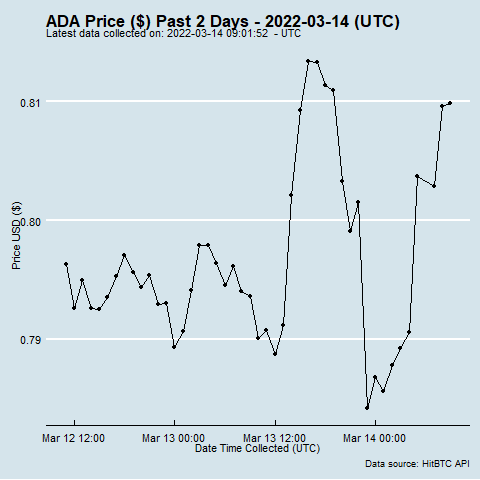 ADA Price ($) Past 2 Days - 2022-03-14 (UTC)
Latest data collected on: 2022-03-14 09:01:52  - UTC
0.81
0.80
0.79
Price USD ($)
Mar 12 12:00
Mar 13 00:00
Mar 13 12:00
Mar 14 00:00
Date Time Collected (UTC)
Data source: HitBTC API